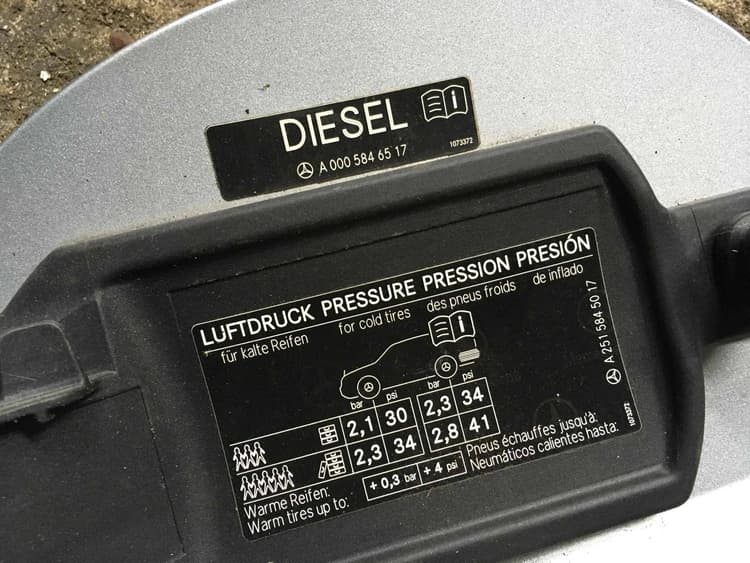 DIESEL
A 000 584 65 17
1073372
LUFTDRUCK PRESSURE PRESSION PRESIÓN
für kalte Reifen for cold tires des pneus froids de inflado
bar psi bar psi
2,1 30 2,3 34
2,3 34 2,8 41
Warme Reifen: Pneus échauffes jusqu'à:
Warm tires up to: + 0,3 bar + 4 psi Neumáticos calientes hasta:
A 251 584 50 17
1073372